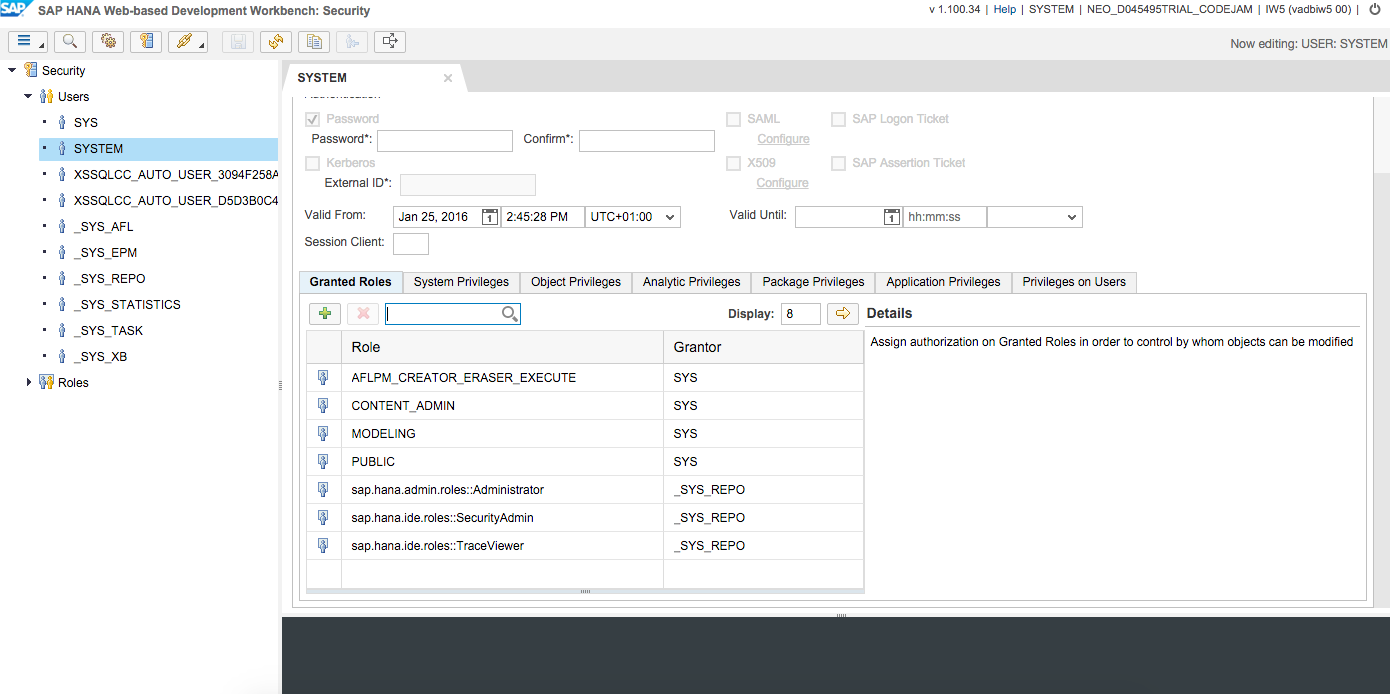 SAP SAP HANA Web-based Development Workbench: Security
v 1.100.34 | Help | SYSTEM | NEO_D045495TRIAL_CODEJAM | IW5 (vadbiw5 00) |
Now editing: USER: SYSTEM
Security
Users
SYS
SYSTEM
XSSQLCC_AUTO_USER_3094F258A
XSSQLCC_AUTO_USER_D5D3B0C4
_SYS_AFL
_SYS_EPM
_SYS_REPO
_SYS_STATISTICS
_SYS_TASK
_SYS_XB
Roles
SYSTEM
Authentication
Password SAML SAP Logon Ticket
Password*: Confirm*: Configure
Kerberos X509 SAP Assertion Ticket
External ID*: Configure
Valid From: Jan 25, 2016 1 2:45:28 PM UTC+01:00 Valid Until: 1 hh:mm:ss
Session Client:
Granted Roles System Privileges Object Privileges Analytic Privileges Package Privileges Application Privileges Privileges on Users
Display: 8 Details
Assign authorization on Granted Roles in order to control by whom objects can be modified
Role Grantor
AFLPM_CREATOR_ERASER_EXECUTE SYS
CONTENT_ADMIN SYS
MODELING SYS
PUBLIC SYS
sap.hana.admin.roles::Administrator _SYS_REPO
sap.hana.ide.roles::SecurityAdmin _SYS_REPO
sap.hana.ide.roles::TraceViewer _SYS_REPO